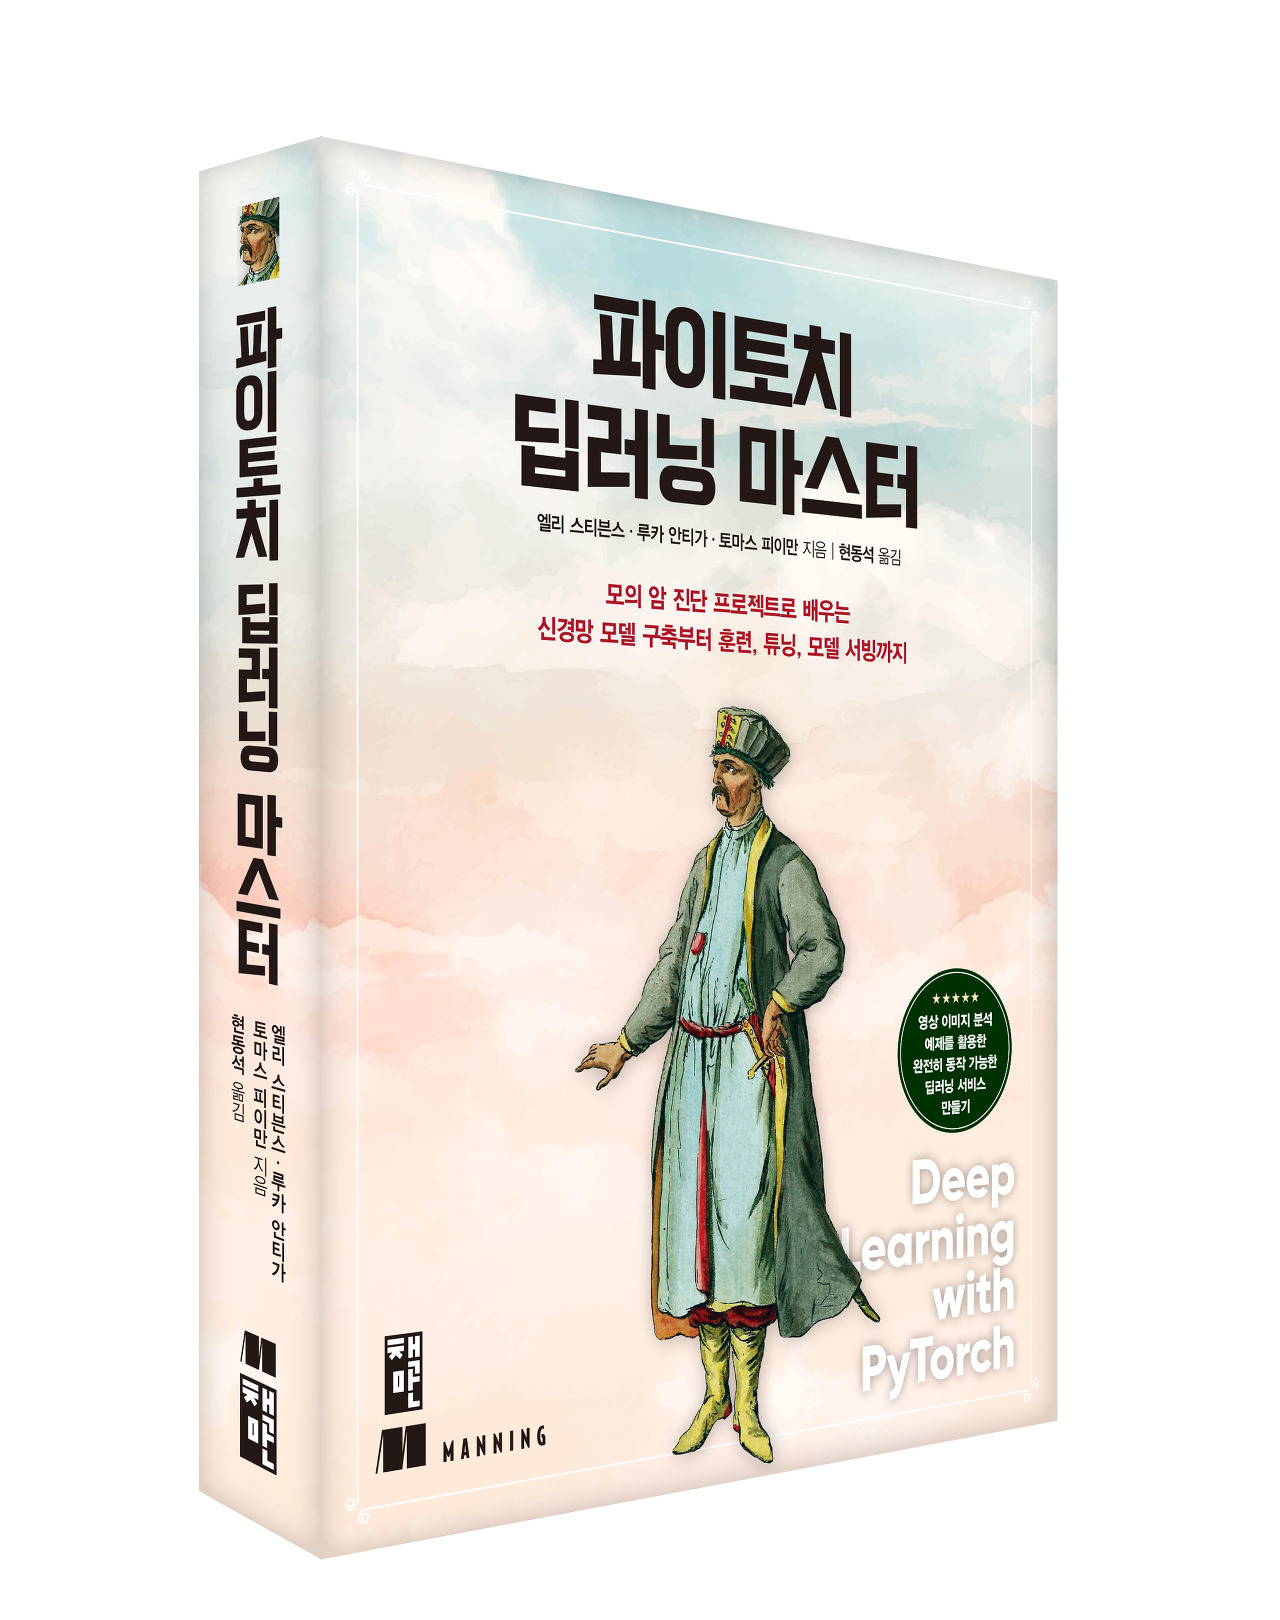 파이토치 딥러닝 마스터
엘리 스티븐스 · 루카 안티가
토마스 피이만 지음
현동석 옮김
책만
파이토치
딥러닝 마스터
엘리 스티븐스 · 루카 안티가 · 토마스 피이만 지음 | 현동석 옮김
모의 암 진단 프로젝트로 배우는
신경망 모델 구축부터 훈련, 튜닝, 모델 서빙까지
★★★★★
영상 이미지 분석
예제를 활용한
완전히 동작 가능한
딥러닝 서비스
만들기
Deep
Learning
with
PyTorch
책만
MANNING